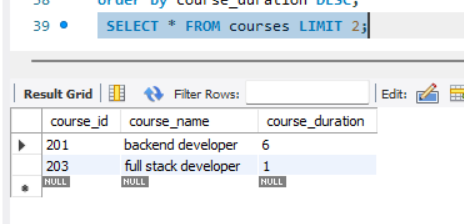 38 order by course_duration DESC;
39 SELECT * FROM courses LIMIT 2;
Result Grid Filter Rows: Edit:
course_id course_name course_duration
201 backend developer 6
203 full stack developer 1
NULL NULL NULL